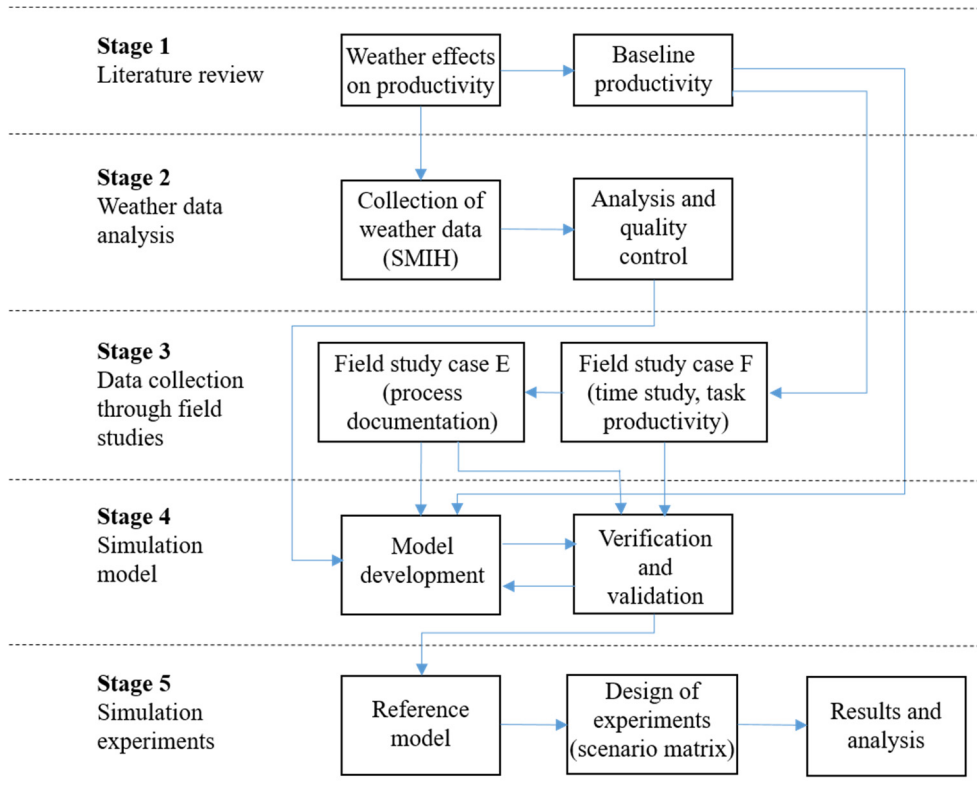 Stage 1
Literature review
Weather effects
on productivity
Baseline
productivity
Stage 2
Weather data
analysis
Collection of
weather data
(SMIH)
Analysis and
quality
control
Stage 3
Data collection
through field
studies
Field study case E
(process
documentation)
Field study case F
(time study, task
productivity)
Stage 4
Simulation
model
Model
development
Verification
and
validation
Stage 5
Simulation
experiments
Reference
model
Design of
experiments
(scenario matrix)
Results and
analysis